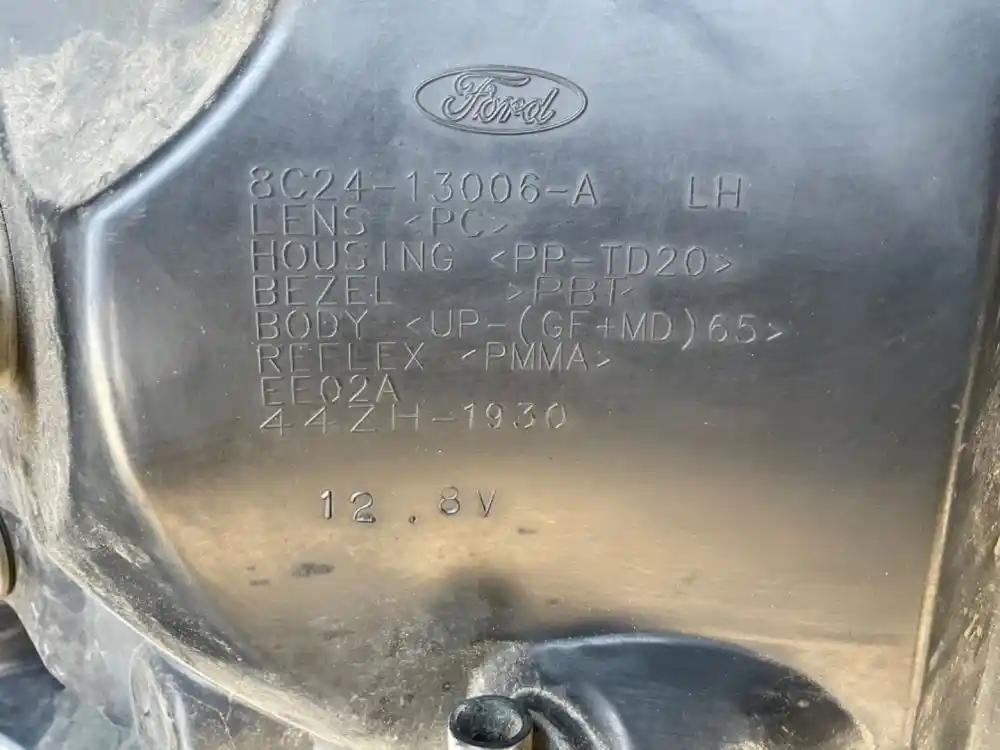 Ford
8C24-13006-A LH
LENS <PC>
HOUSING <PP-TD20>
BEZEL >PBT<
BODY <UP-(GF+MD)65>
REFLEX <PMMA>
EE02A
44ZH-1930
12.8V